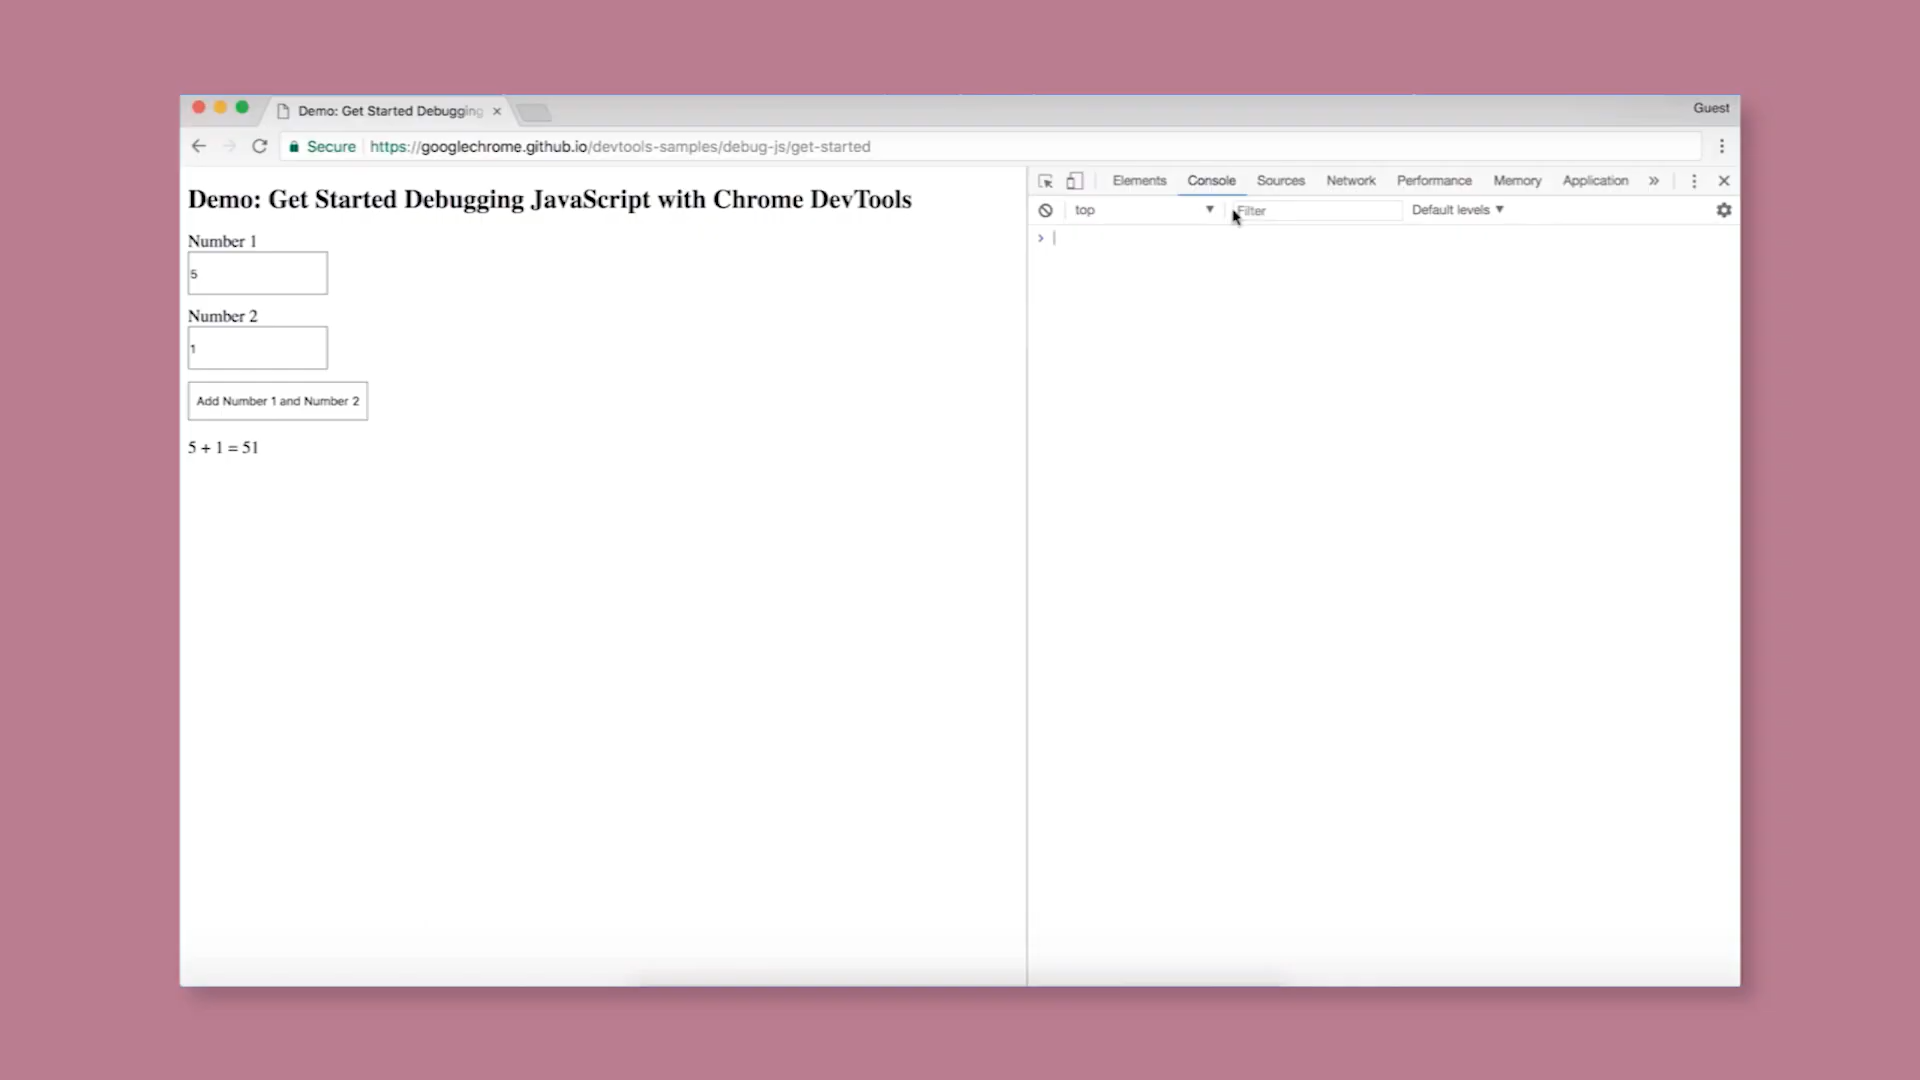 Demo: Get Started Debugging
Guest
Secure
https://googlechrome.github.io/devtools-samples/debug-js/get-started
Demo: Get Started Debugging JavaScript with Chrome DevTools
Number 1
5
Number 2
1
Add Number 1 and Number 2
5 + 1 = 51
Elements Console Sources Network Performance Memory Application »
top Filter Default levels
>